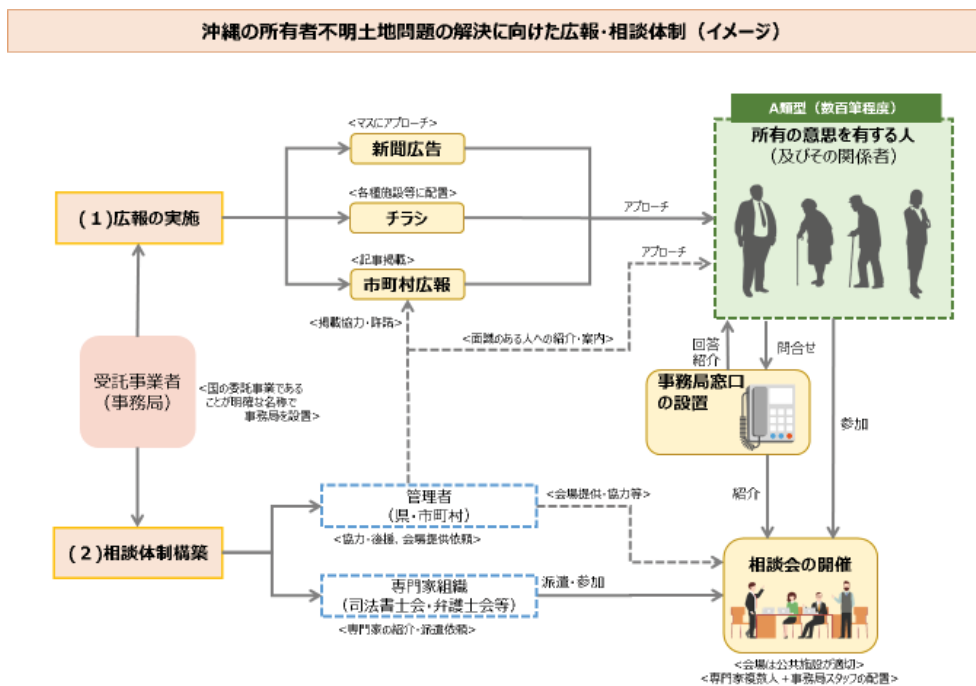 沖縄の所有者不明土地問題の解決に向けた広報・相談体制（イメージ）
A類型（数百筆程度）
所有の意思を有する人
（及びその関係者）
<マスにアプローチ>
新聞広告
<各種施設等に配置>
(1)広報の実施
チラシ
アプローチ
<記事掲載>
市町村広報
アプローチ
<掲載協力・許諾>
<面識のある人への紹介・案内>
回答
紹介
問合せ
受託事業者
（事務局）
<国の委託事業である
ことが明確な名称で
事務局を設置>
事務局窓口
の設置
参加
管理者
（県・市町村）
<会場提供・協力等>
紹介
<協力・後援、会場提供依頼>
(2)相談体制構築
相談会の開催
専門家組織
（司法書士会・弁護士会等）
派遣・参加
<専門家の紹介・派遣依頼>
<会場は公共施設が適切>
<専門家複数人＋事務局スタッフの配置>